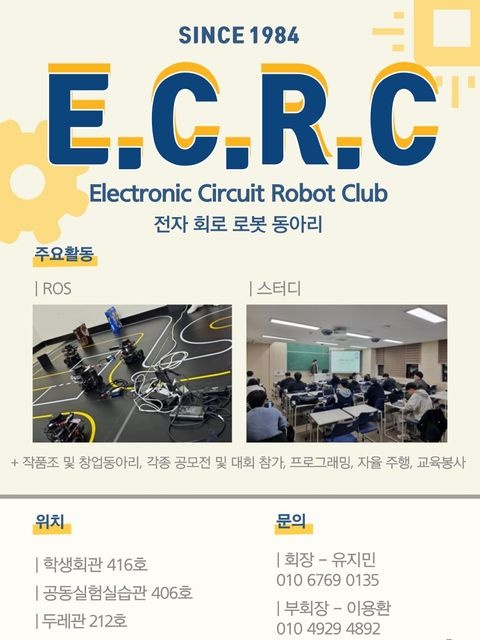 SINCE 1984
E.C.R.C
Electronic Circuit Robot Club
전자 회로 로봇 동아리
주요활동
| ROS
| 스터디
+ 작품조 및 창업동아리, 각종 공모전 및 대회 참가, 프로그래밍, 자율 주행, 교육봉사
위치
문의
| 학생회관 416호
| 공동실험실습관 406호
| 두레관 212호
| 회장 – 유지민
010 6769 0135
| 부회장 – 이용환
010 4929 4892